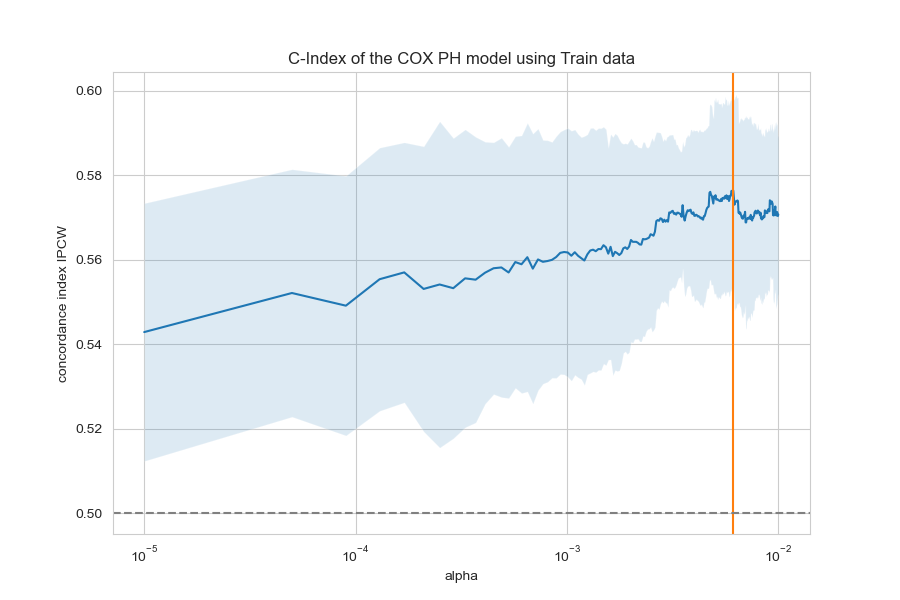 C-Index of the COX PH model using Train data
concordance index IPCW
0.60
0.58
0.56
0.54
0.52
0.50
10⁻⁵ 10⁻⁴ 10⁻³ 10⁻²
alpha